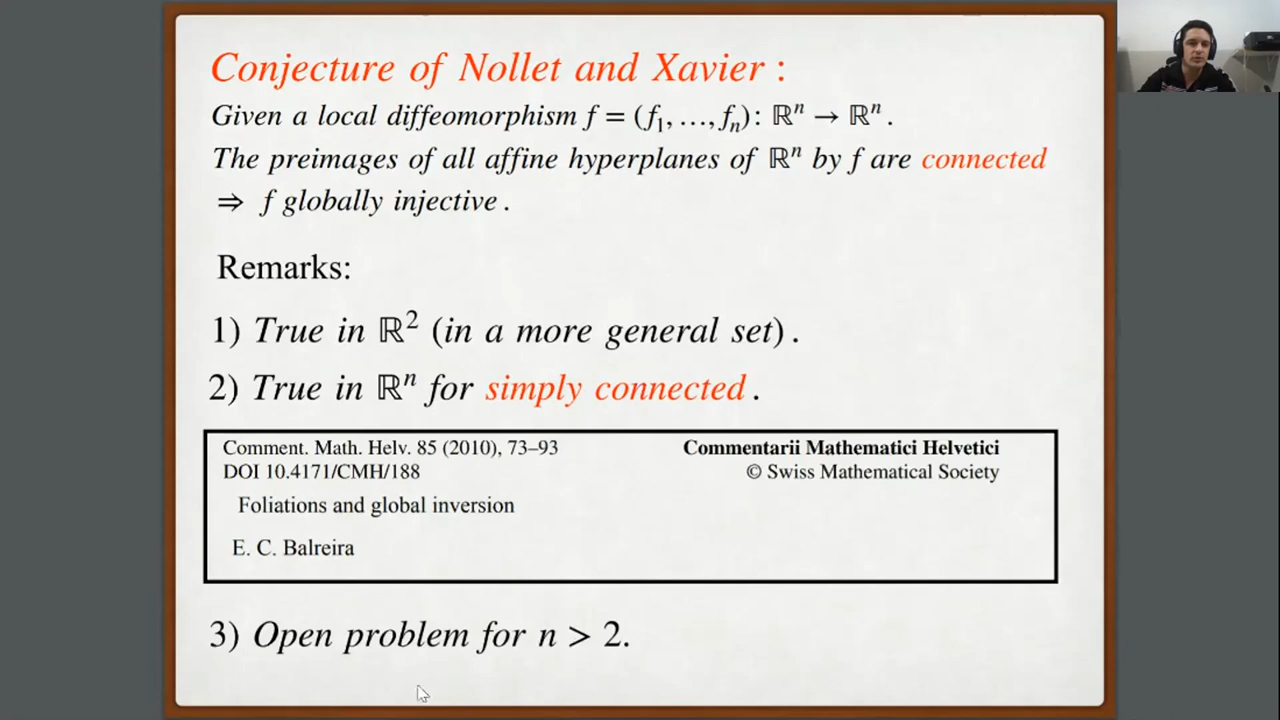 Conjecture of Nollet and Xavier :
Given a local diffeomorphism f = (f₁, …, fₙ): ℝⁿ → ℝⁿ .
The preimages of all affine hyperplanes of ℝⁿ by f are connected
⇒ f globally injective .
Remarks:
1) True in ℝ² (in a more general set) .
2) True in ℝⁿ for simply connected .
Comment. Math. Helv. 85 (2010), 73–93 Commentarii Mathematici Helvetici
DOI 10.4171/CMH/188 © Swiss Mathematical Society
Foliations and global inversion
E. C. Balreira
3) Open problem for n > 2.